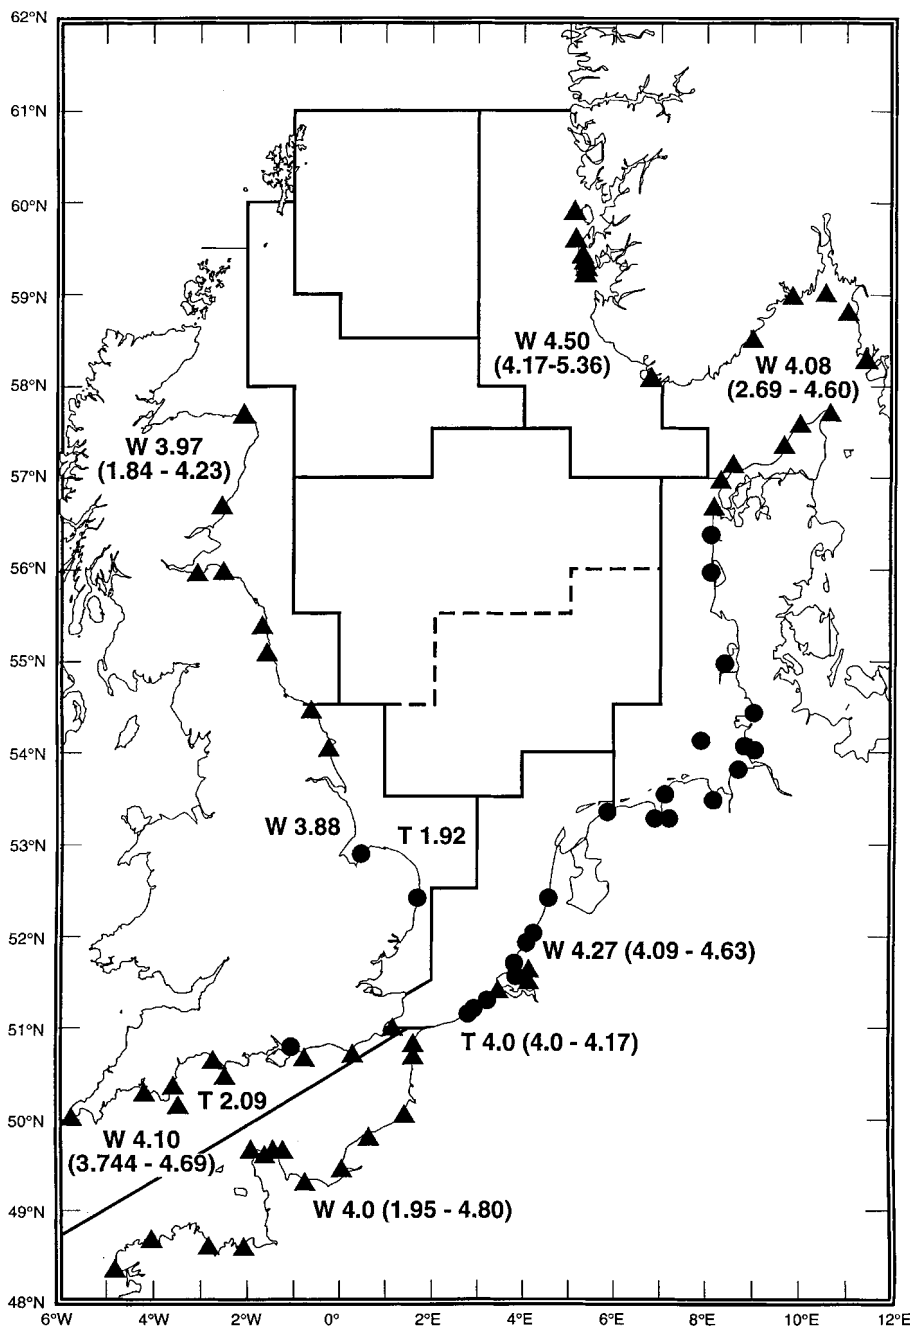 62°N
61°N
60°N
59°N
58°N
57°N
56°N
55°N
54°N
53°N
52°N
51°N
50°N
49°N
48°N
W 4.50
(4.17-5.36)
W 4.08
(2.69 - 4.60)
W 3.97
(1.84 - 4.23)
W 3.88
T 1.92
W 4.27 (4.09 - 4.63)
T 4.0 (4.0 - 4.17)
T 2.09
W 4.10
(3.744 - 4.69)
W 4.0 (1.95 - 4.80)
6°W 4°W 2°W 0° 2°E 4°E 6°E 8°E 10°E 12°E